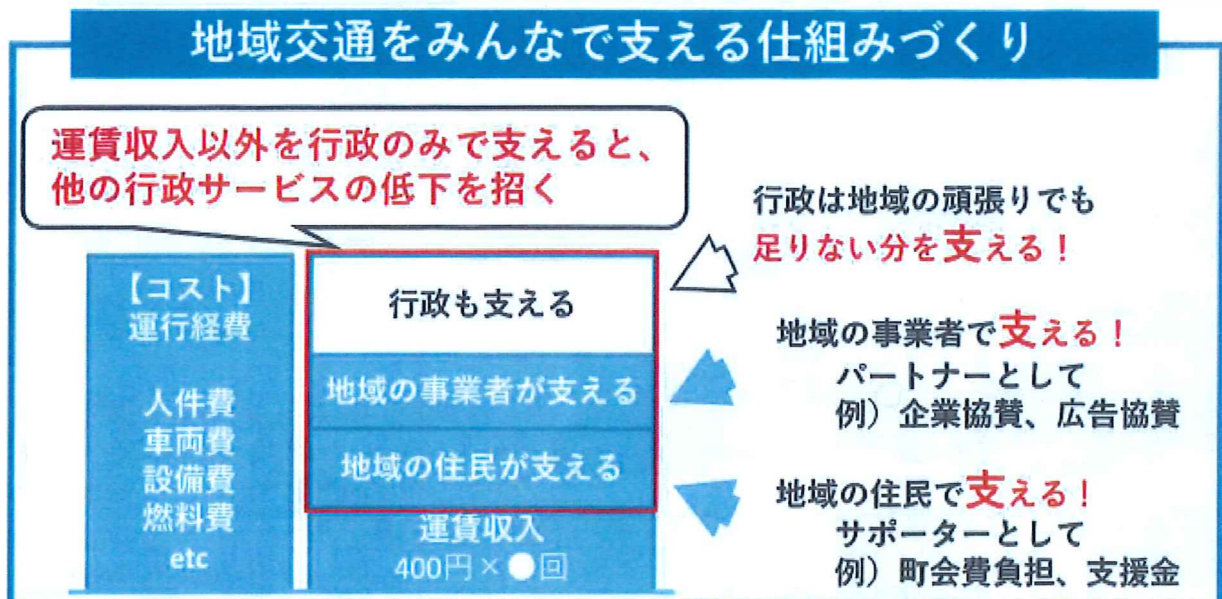 地域交通をみんなで支える仕組みづくり
運賃収入以外を行政のみで支えると、
他の行政サービスの低下を招く
【コスト】
運行経費
人件費
車両費
設備費
燃料費
etc
行政も支える
地域の事業者が支える
地域の住民が支える
運賃収入
400円×●回
行政は地域の頑張りでも
足りない分を支える！
地域の事業者で支える！
パートナーとして
例）企業協賛、広告協賛
地域の住民で支える！
サポーターとして
例）町会費負担、支援金